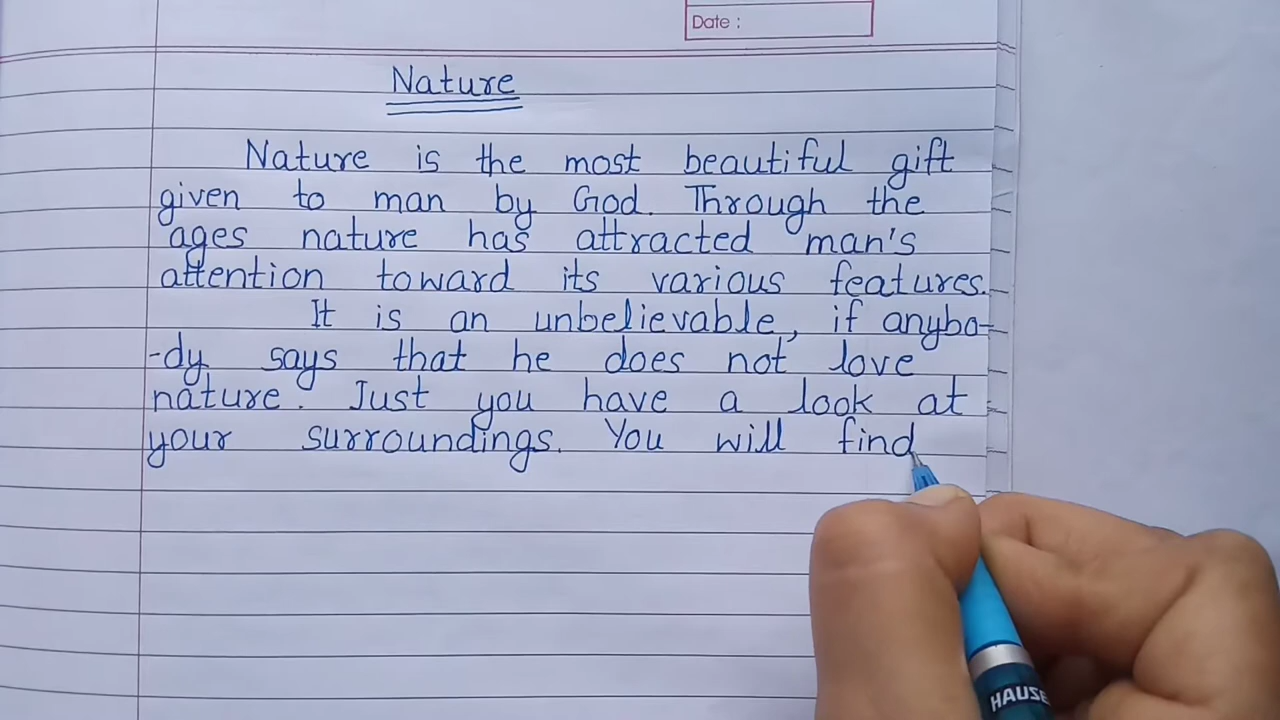 Date :
Nature
Nature is the most beautiful gift
given to man by God. Through the
ages nature has attracted man's
attention toward its various features.
It is an unbelievable, if anybo-
-dy says that he does not love
nature. Just you have a look at
your surroundings. You will find
HAUSE